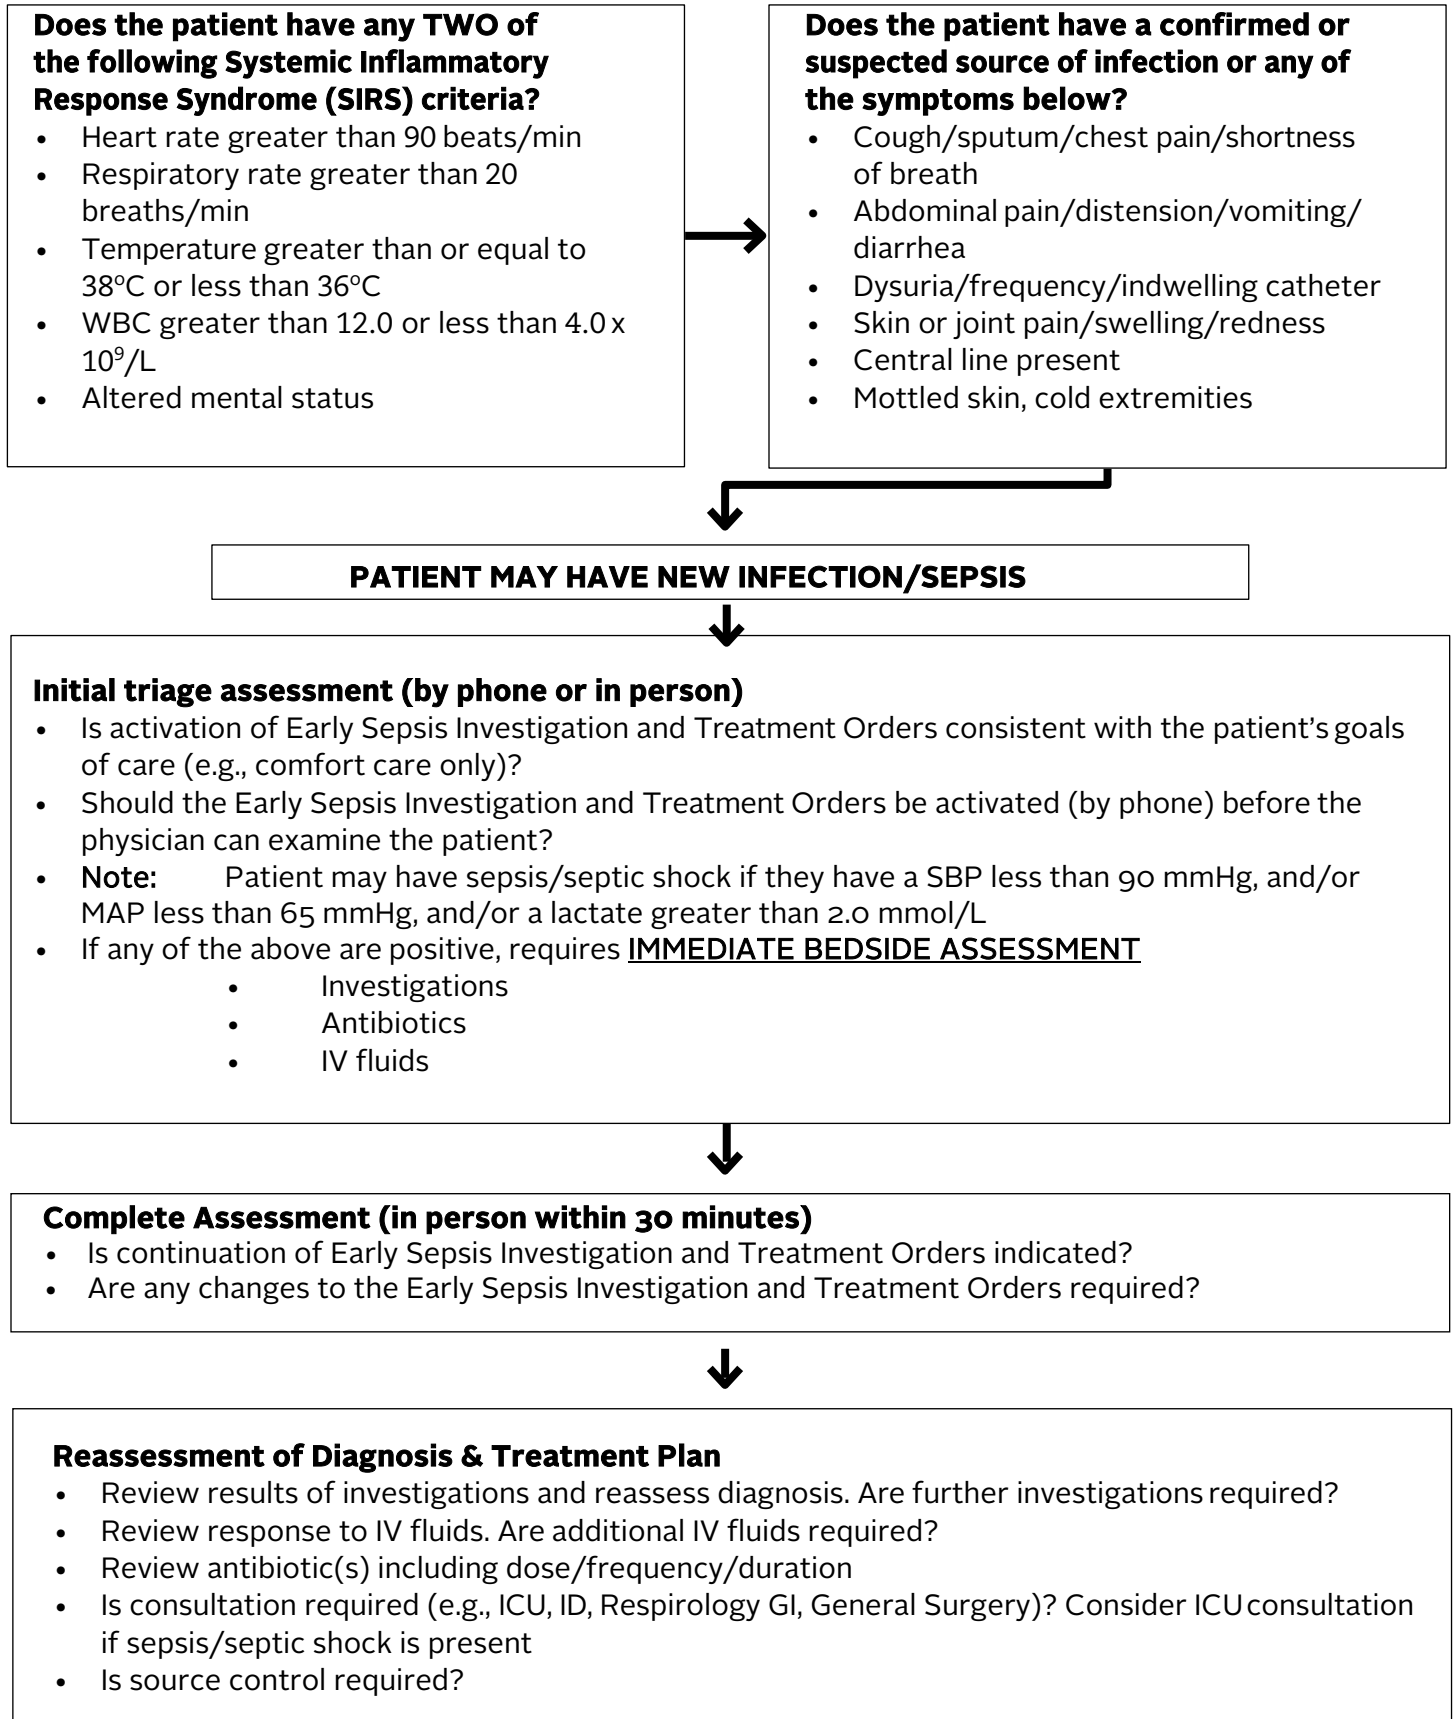 Does the patient have any TWO of
the following Systemic Inflammatory
Response Syndrome (SIRS) criteria?
• Heart rate greater than 90 beats/min
• Respiratory rate greater than 20
breaths/min
• Temperature greater than or equal to
38ºC or less than 36ºC
• WBC greater than 12.0 or less than 4.0 x
10⁹/L
• Altered mental status
Does the patient have a confirmed or
suspected source of infection or any of
the symptoms below?
• Cough/sputum/chest pain/shortness
of breath
• Abdominal pain/distension/vomiting/
diarrhea
• Dysuria/frequency/indwelling catheter
• Skin or joint pain/swelling/redness
• Central line present
• Mottled skin, cold extremities
PATIENT MAY HAVE NEW INFECTION/SEPSIS
Initial triage assessment (by phone or in person)
• Is activation of Early Sepsis Investigation and Treatment Orders consistent with the patient's goals
of care (e.g., comfort care only)?
• Should the Early Sepsis Investigation and Treatment Orders be activated (by phone) before the
physician can examine the patient?
• Note: Patient may have sepsis/septic shock if they have a SBP less than 90 mmHg, and/or
MAP less than 65 mmHg, and/or a lactate greater than 2.0 mmol/L
• If any of the above are positive, requires IMMEDIATE BEDSIDE ASSESSMENT
• Investigations
• Antibiotics
• IV fluids
Complete Assessment (in person within 30 minutes)
• Is continuation of Early Sepsis Investigation and Treatment Orders indicated?
• Are any changes to the Early Sepsis Investigation and Treatment Orders required?
Reassessment of Diagnosis & Treatment Plan
• Review results of investigations and reassess diagnosis. Are further investigations required?
• Review response to IV fluids. Are additional IV fluids required?
• Review antibiotic(s) including dose/frequency/duration
• Is consultation required (e.g., ICU, ID, Respirology GI, General Surgery)? Consider ICU consultation
if sepsis/septic shock is present
• Is source control required?